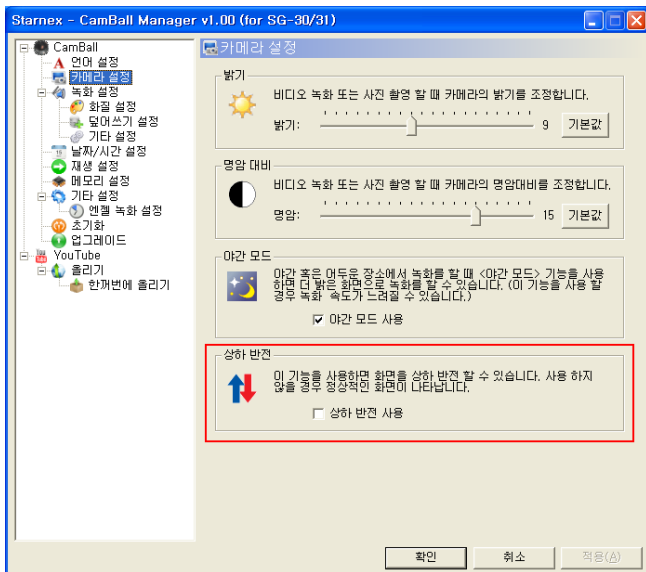 Starnex - CamBall Manager v1.00 (for SG-30/31)
CamBall
언어 설정
카메라 설정
녹화 설정
화질 설정
덮어쓰기 설정
기타 설정
날짜/시간 설정
재생 설정
메모리 설정
기타 설정
엔젤 녹화 설정
초기화
업그레이드
YouTube
올리기
한꺼번에 올리기
카메라 설정
밝기
비디오 녹화 또는 사진 촬영 할 때 카메라의 밝기를 조정합니다.
밝기: 9 기본값
명암 대비
비디오 녹화 또는 사진 촬영 할 때 카메라의 명암대비를 조정합니다.
명암: 15 기본값
야간 모드
야간 혹은 어두운 장소에서 녹화를 할 때 <야간 모드> 기능을 사용
하면 더 밝은 화면으로 녹화를 할 수 있습니다. (이 기능을 사용 할
경우 녹화 속도가 느려질 수 있습니다.)
야간 모드 사용
상하 반전
이 기능을 사용하면 화면을 상하 반전 할 수 있습니다. 사용 하지
않을 경우 정상적인 화면이 나타납니다.
상하 반전 사용
확인 취소 적용(A)